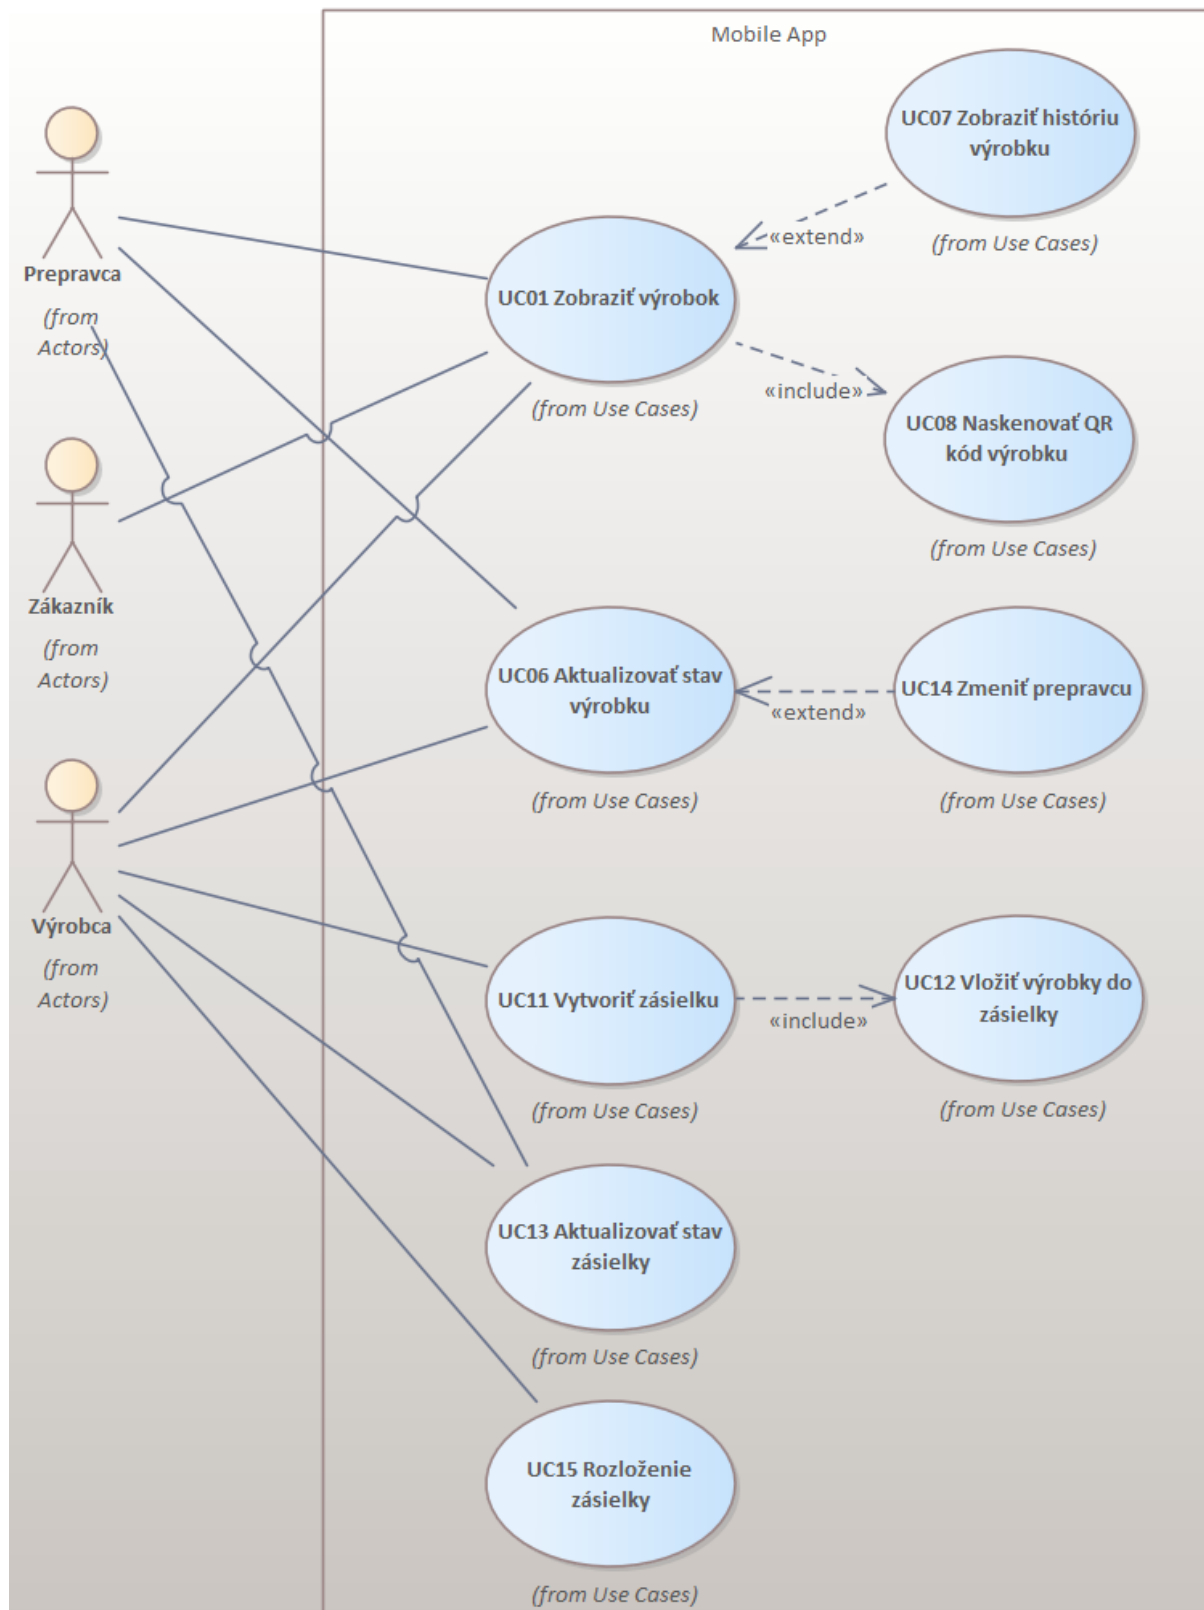 Mobile App
UC07 Zobraziť históriu
výrobku
(from Use Cases)
«extend»
Prepravca
(from
Actors)
UC01 Zobraziť výrobok
(from Use Cases)
«include»
UC08 Naskenovať QR
kód výrobku
(from Use Cases)
Zákazník
(from
Actors)
UC06 Aktualizovať stav
výrobku
(from Use Cases)
«extend»
UC14 Zmeniť prepravcu
(from Use Cases)
Výrobca
(from
Actors)
UC11 Vytvoriť zásielku
(from Use Cases)
«include»
UC12 Vložiť výrobky do
zásielky
(from Use Cases)
UC13 Aktualizovať stav
zásielky
(from Use Cases)
UC15 Rozloženie
zásielky
(from Use Cases)